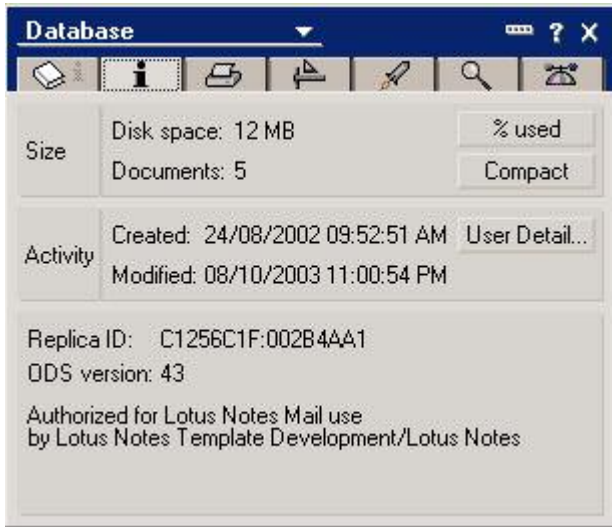 Database
? X
i i
Size
Disk space: 12 MB
% used
Documents: 5
Compact
Activity
Created: 24/08/2002 09:52:51 AM
User Detail...
Modified: 08/10/2003 11:00:54 PM
Replica ID: C1256C1F:002B4AA1
ODS version: 43
Authorized for Lotus Notes Mail use
by Lotus Notes Template Development/Lotus Notes